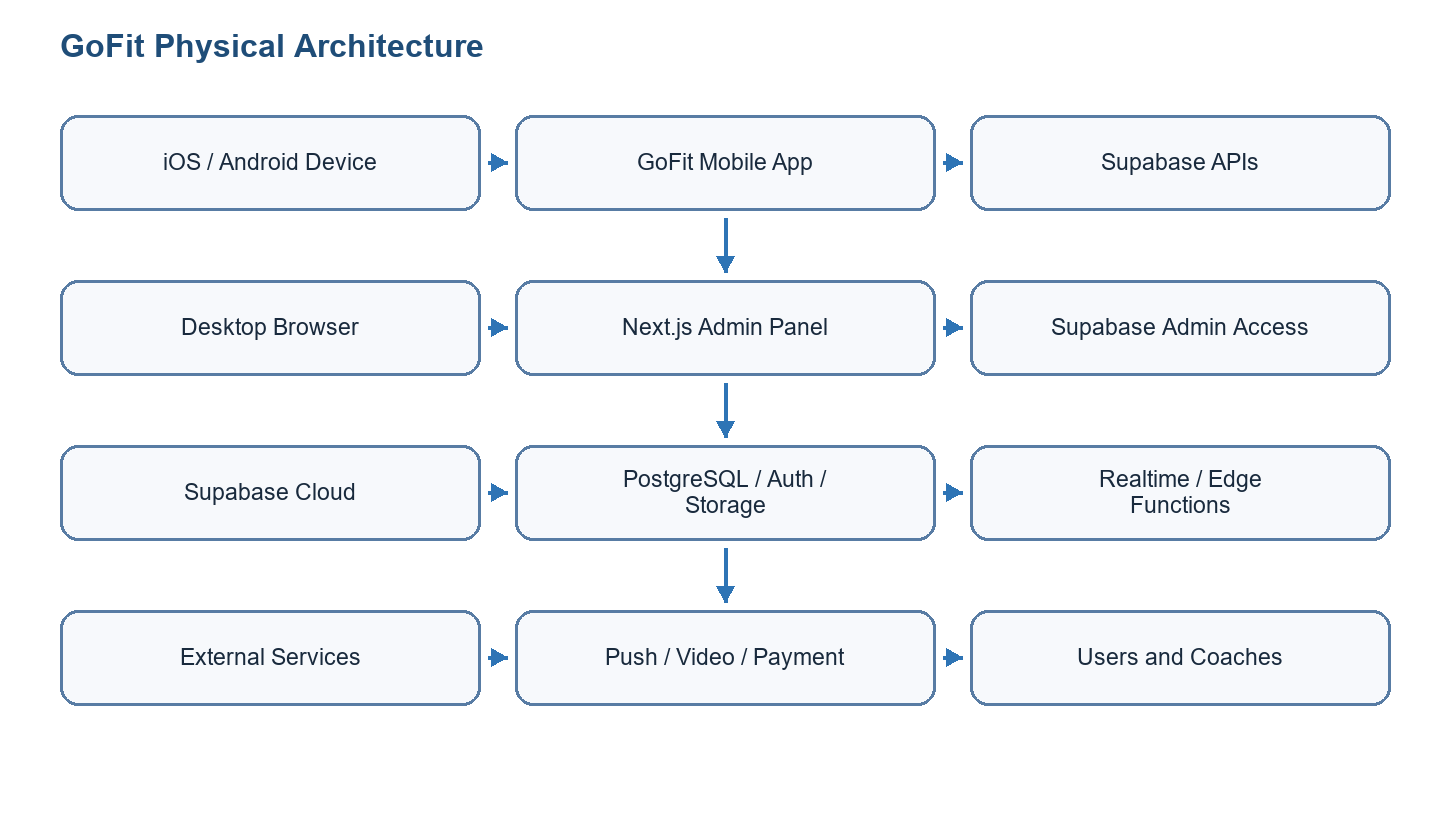 GoFit Physical Architecture
iOS / Android Device
GoFit Mobile App
Supabase APIs
Desktop Browser
Next.js Admin Panel
Supabase Admin Access
Supabase Cloud
PostgreSQL / Auth /
Storage
Realtime / Edge
Functions
External Services
Push / Video / Payment
Users and Coaches